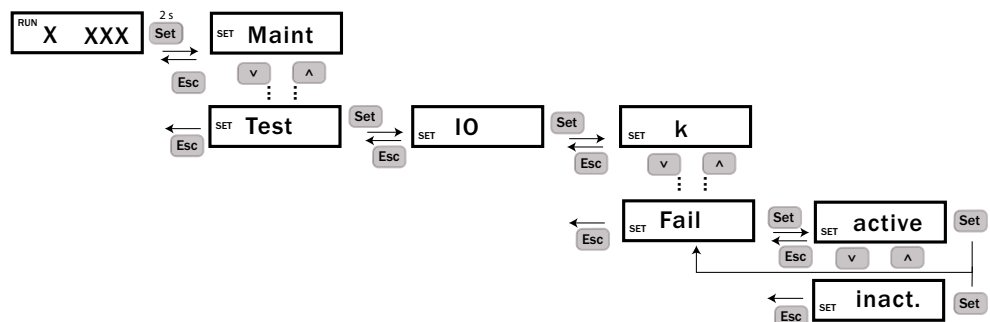 2 s
RUN X XXX
Set
SET Maint
Esc
v ^
SET Test
Set
SET IO
Set
SET k
Esc
Esc
Esc
v ^
SET Fail
Set
SET active
Set
Esc
Esc
v ^
SET inact.
Set
Esc